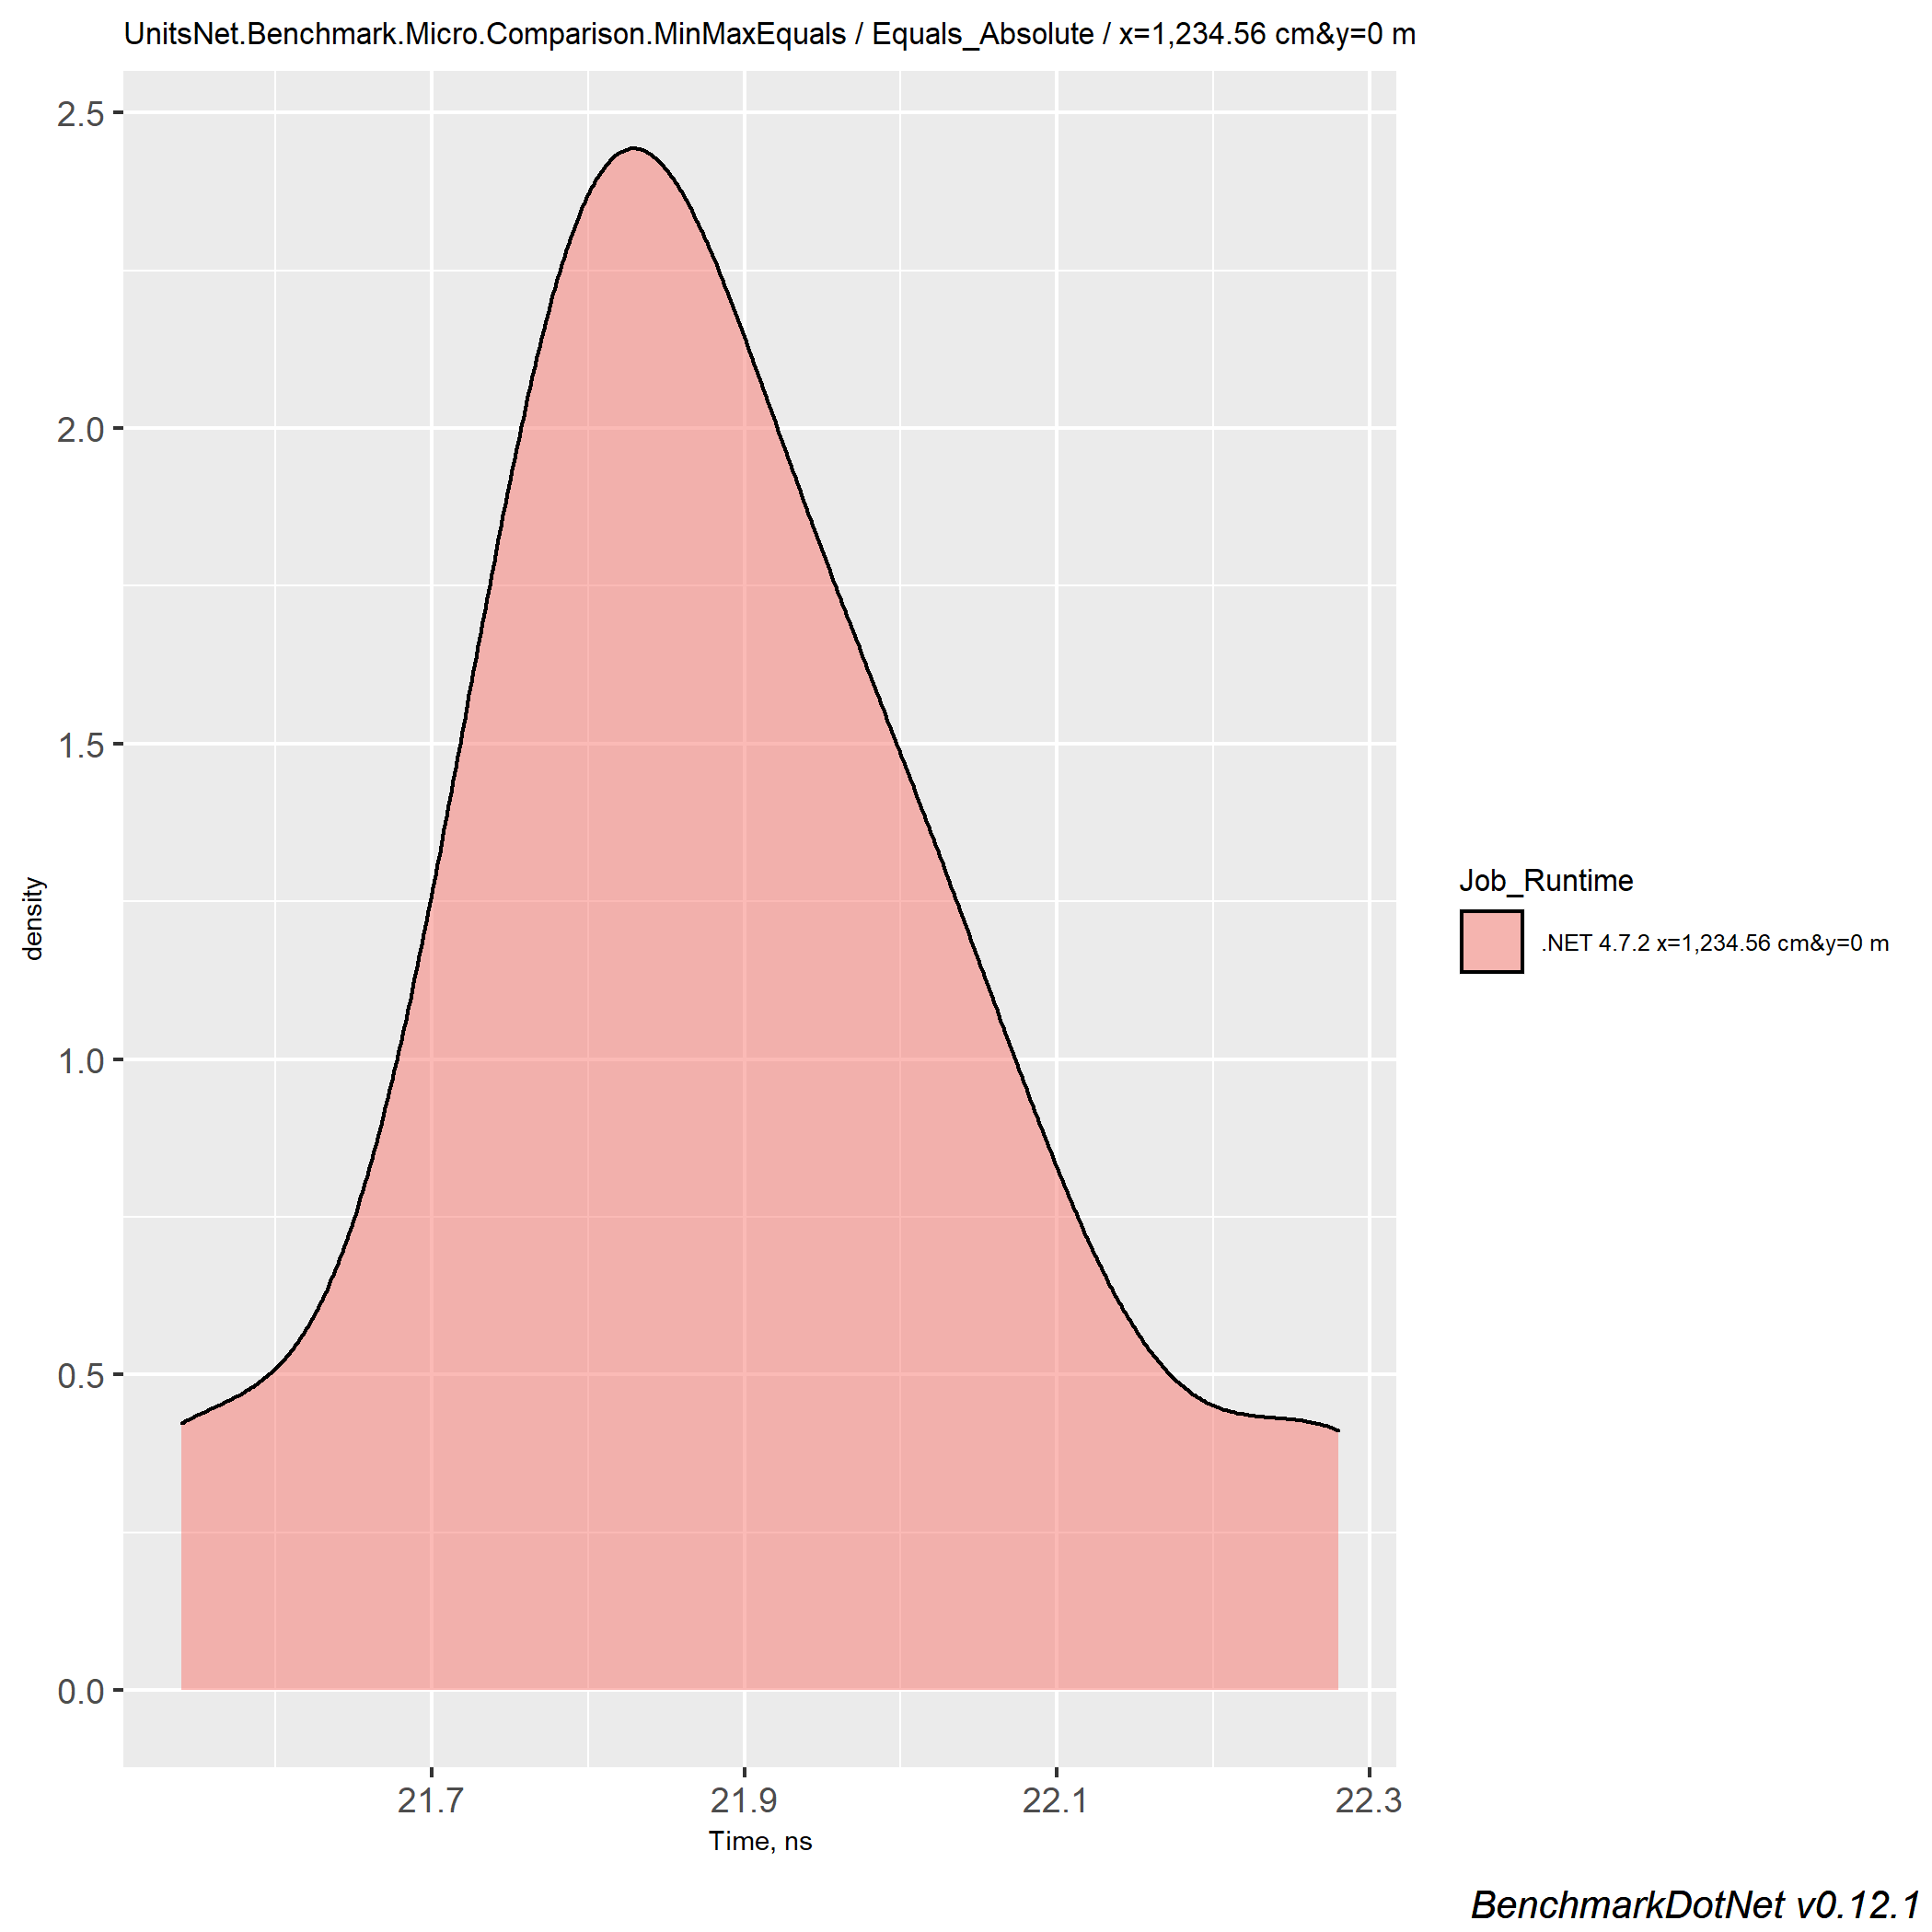 UnitsNet.Benchmark.Micro.Comparison.MinMaxEquals / Equals_Absolute / x=1,234.56 cm&y=0 m
2.5
2.0
1.5
1.0
0.5
0.0
density
21.7 21.9 22.1 22.3
Time, ns
Job_Runtime
.NET 4.7.2 x=1,234.56 cm&y=0 m
BenchmarkDotNet v0.12.1